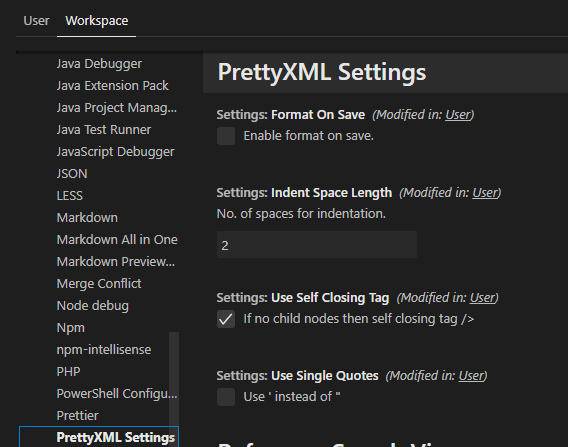 User Workspace
Java Debugger
Java Extension Pack
Java Project Manag...
Java Test Runner
JavaScript Debugger
JSON
LESS
Markdown
Markdown All in One
Markdown Preview...
Merge Conflict
Node debug
Npm
npm-intellisense
PHP
PowerShell Configu...
Prettier
PrettyXML Settings
PrettyXML Settings
Settings: Format On Save (Modified in: User)
Enable format on save.
Settings: Indent Space Length (Modified in: User)
No. of spaces for indentation.
2
Settings: Use Self Closing Tag (Modified in: User)
If no child nodes then self closing tag />
Settings: Use Single Quotes (Modified in: User)
Use ' instead of "